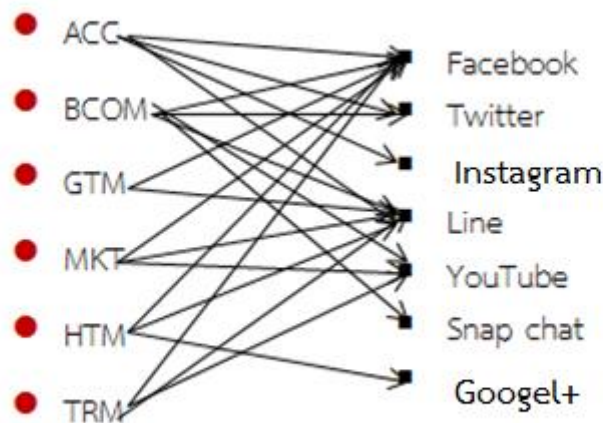 ACC
BCOM
GTM
MKT
HTM
TRM
Facebook
Twitter
Instagram
Line
YouTube
Snap chat
Googel+